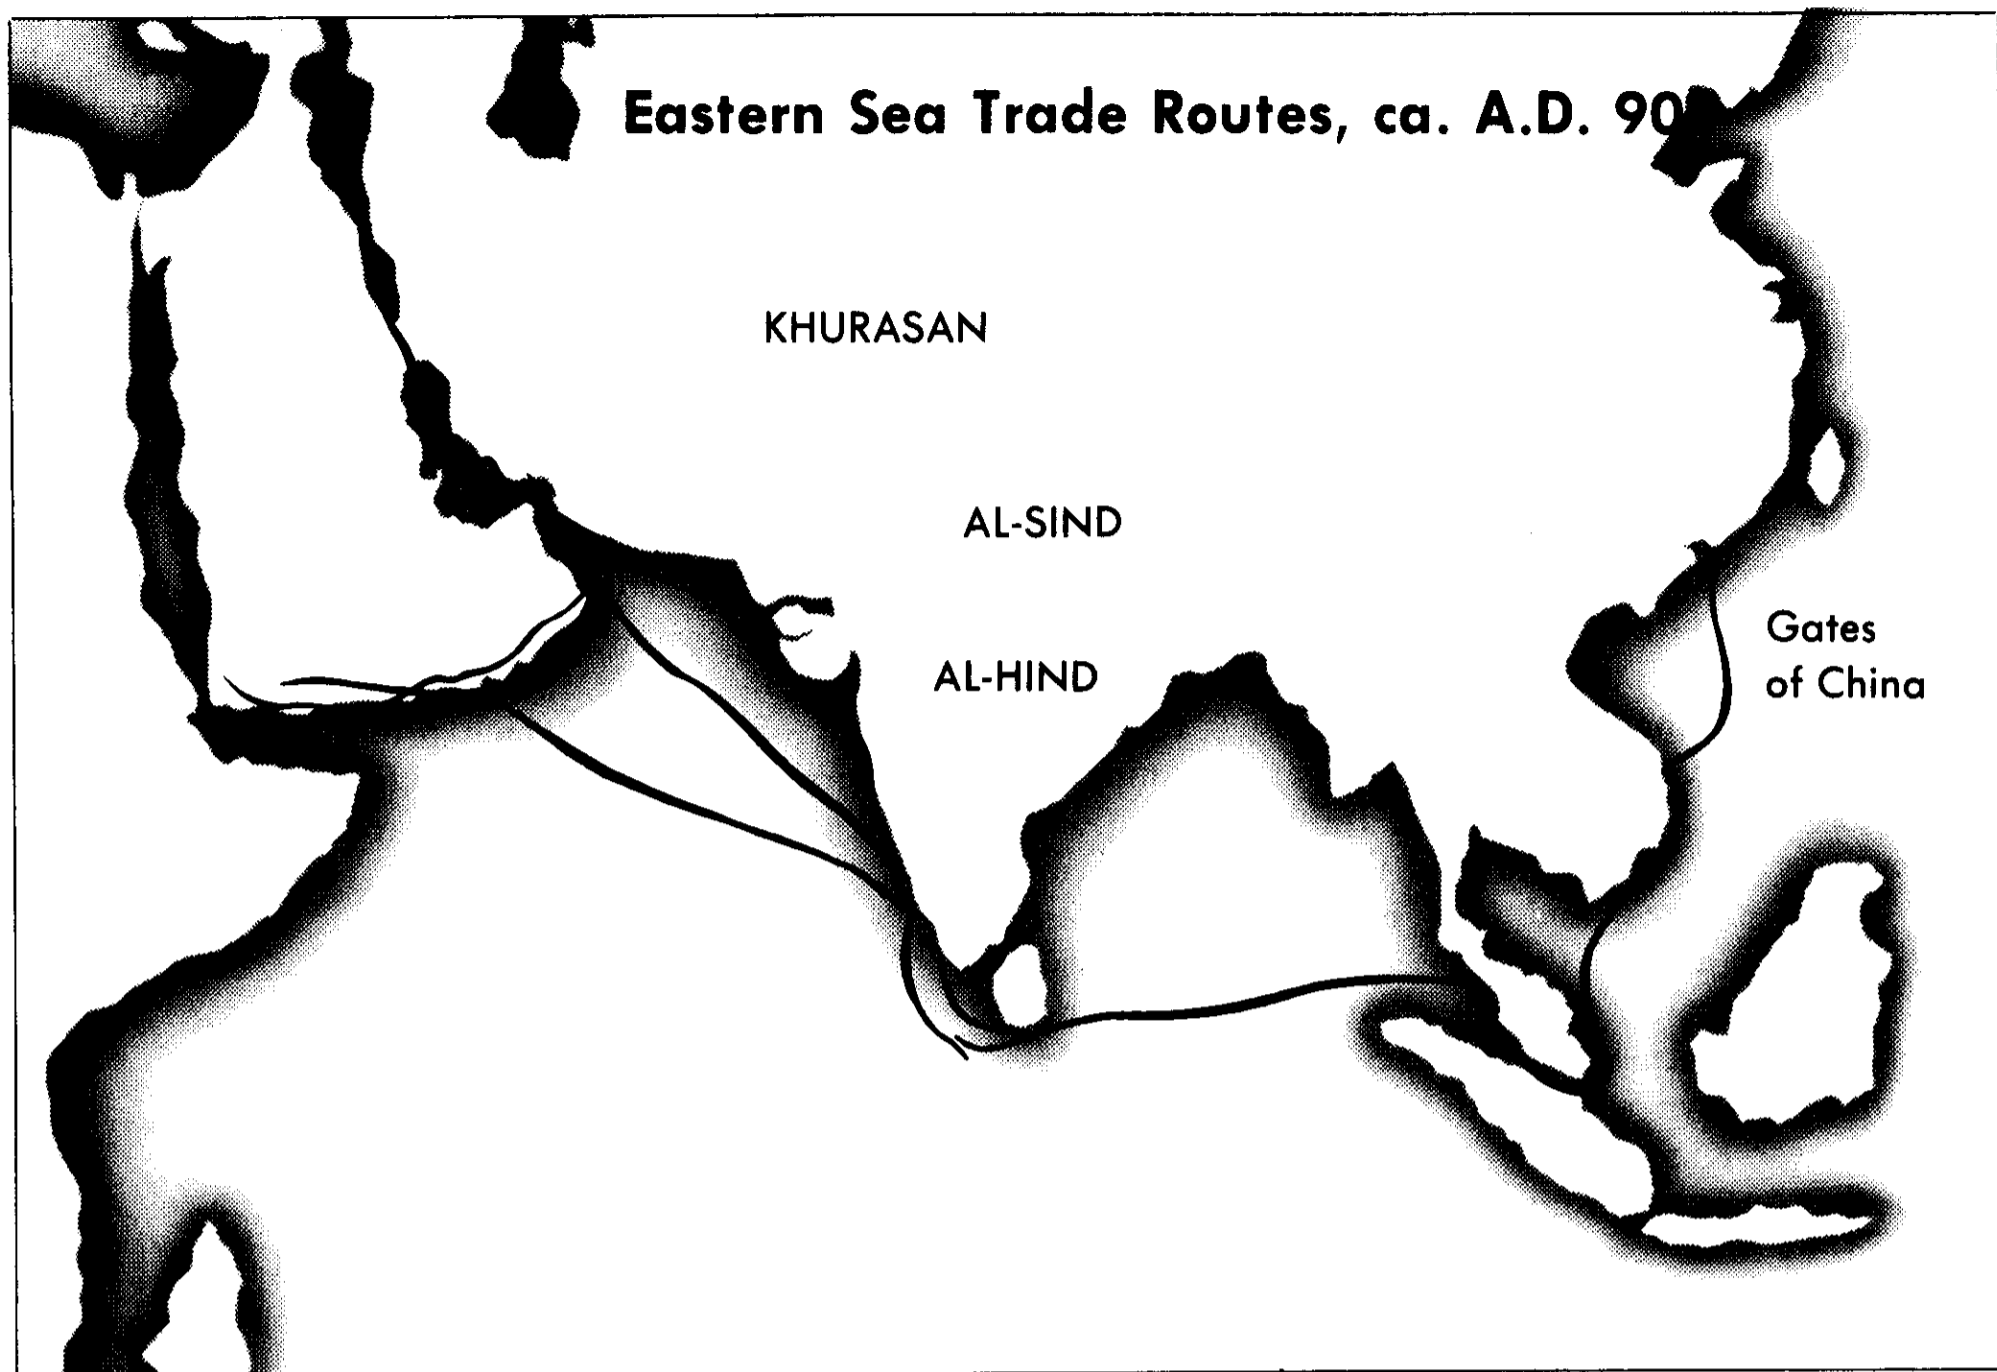 Eastern Sea Trade Routes, ca. A.D. 90
KHURASAN
AL-SIND
AL-HIND
Gates
of China